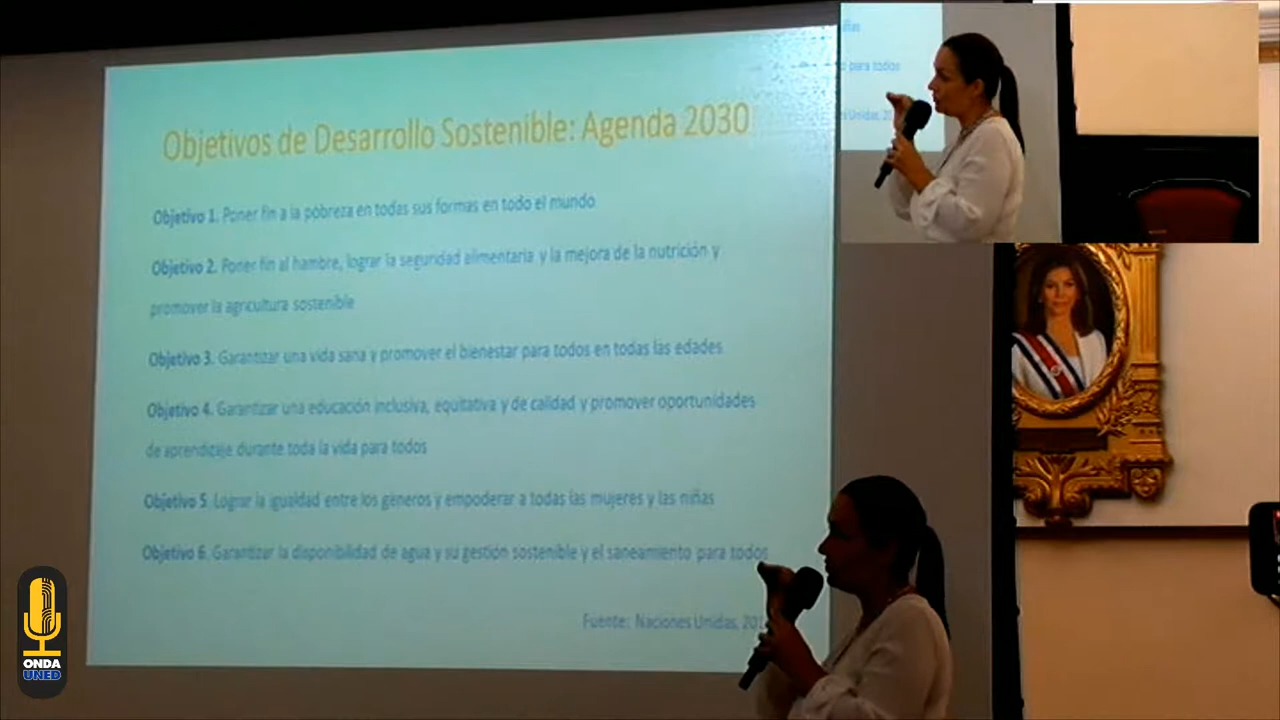 Objetivos de Desarrollo Sostenible: Agenda 2030
Objetivo 1. Poner fin a la pobreza en todas sus formas en todo el mundo
Objetivo 2. Poner fin al hambre, lograr la seguridad alimentaria y la mejora de la nutrición y
promover la agricultura sostenible
Objetivo 3. Garantizar una vida sana y promover el bienestar para todos en todas las edades
Objetivo 4. Garantizar una educación inclusiva, equitativa y de calidad y promover oportunidades
de aprendizaje durante toda la vida para todos
Objetivo 5. Lograr la igualdad entre los géneros y empoderar a todas las mujeres y las niñas
Objetivo 6. Garantizar la disponibilidad de agua y su gestión sostenible y el saneamiento para todos
Fuente: Naciones Unidas,
para todos
ONDA
UNED